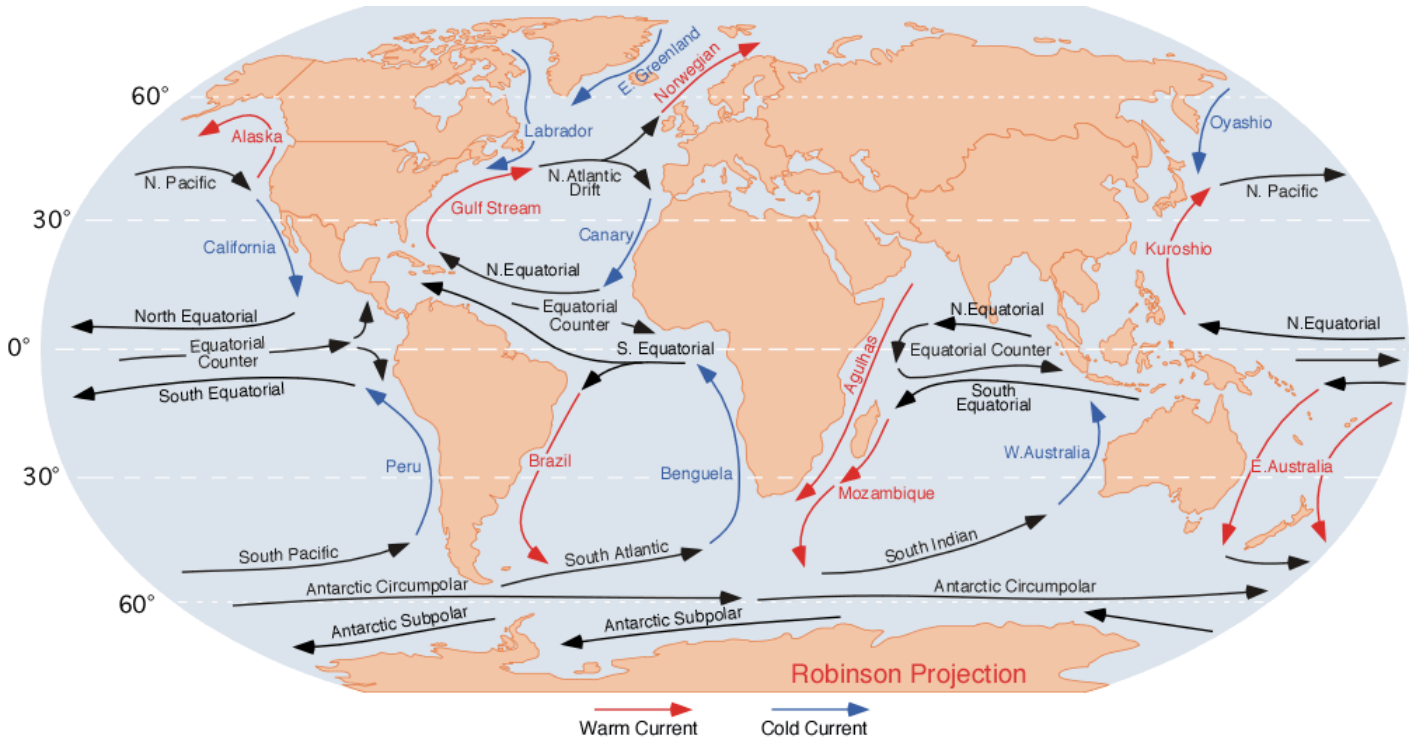 E. Greenland
Norwegian
60°
Alaska
Labrador
Oyashio
N. Pacific
N.Atlantic
Drift
N. Pacific
30°
Gulf Stream
Canary
California
Kuroshio
N.Equatorial
North Equatorial
Equatorial
Counter
N.Equatorial
N.Equatorial
0°
Equatorial
Counter
S. Equatorial
Agulhas
Equatorial Counter
South Equatorial
South
Equatorial
Peru
Brazil
Benguela
W.Australia
E.Australia
30°
Mozambique
South Pacific
South Atlantic
South Indian
Antarctic Circumpolar
Antarctic Circumpolar
60°
Antarctic Subpolar
Antarctic Subpolar
Robinson Projection
Warm Current
Cold Current